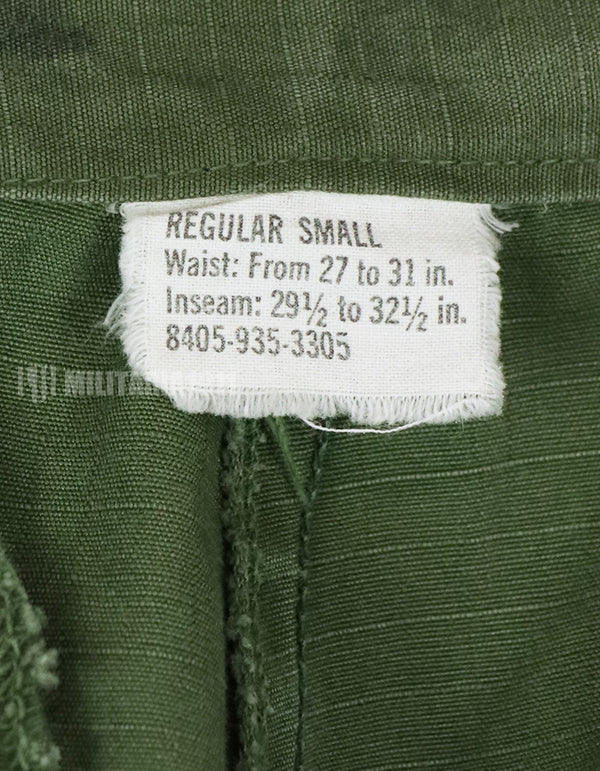 REGULAR SMALL
Waist: From 27 to 31 in.
Inseam: 29½ to 32½ in.
8405-935-3305